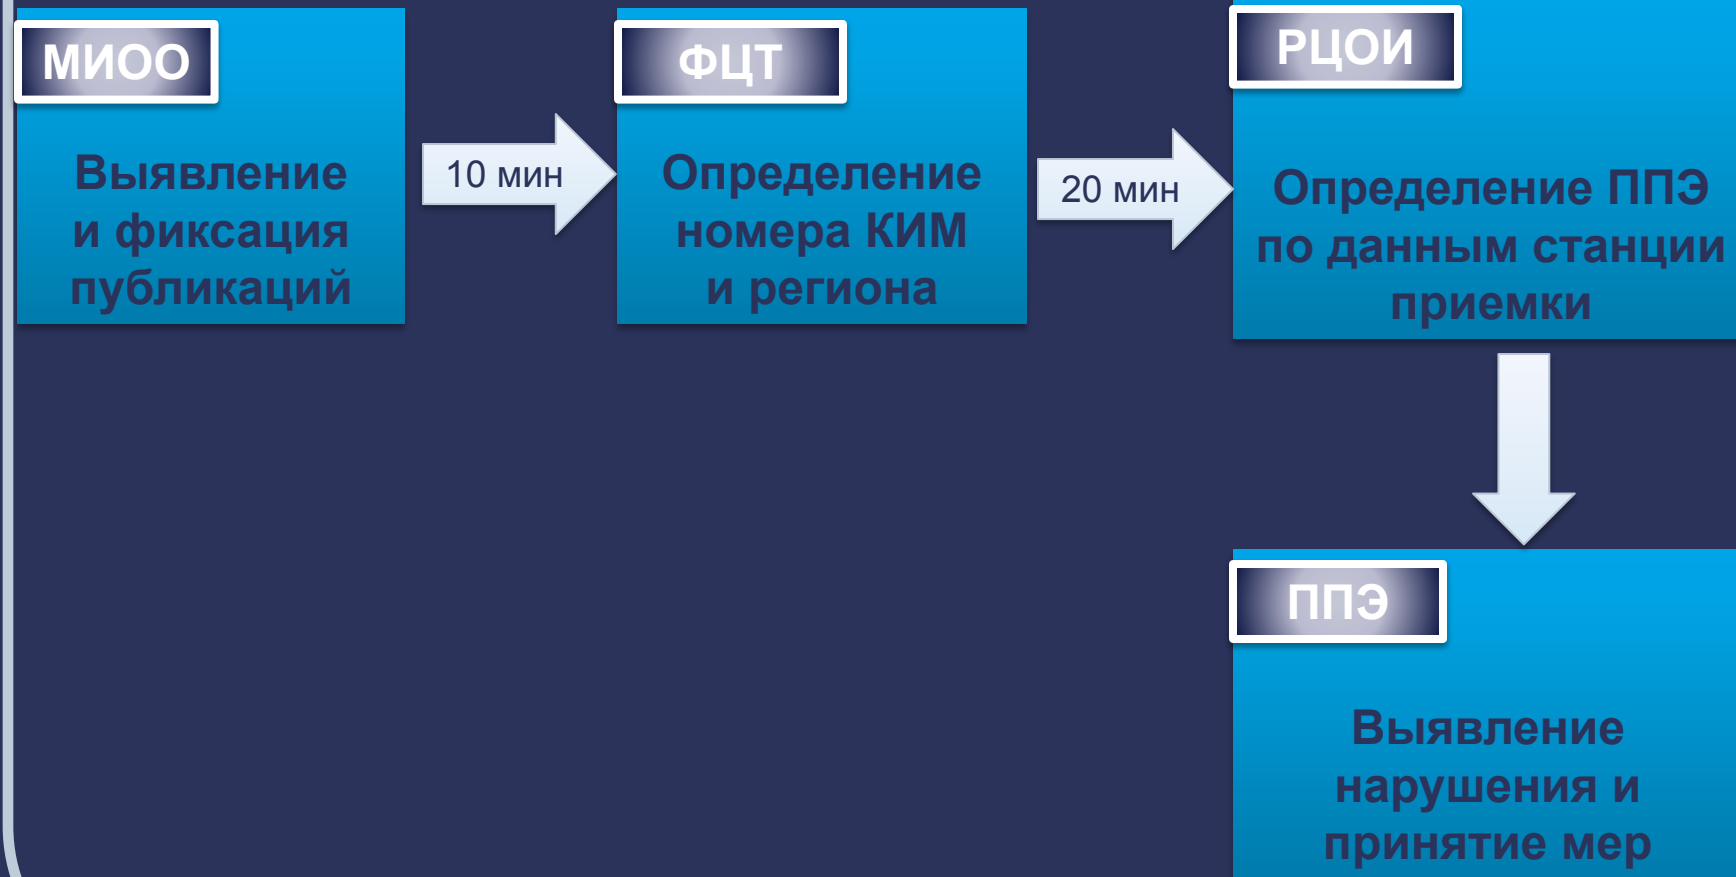 МИОО
Выявление
и фиксация
публикаций
10 мин
ФЦТ
Определение
номера КИМ
и региона
20 мин
РЦОИ
Определение ППЭ
по данным станции
приемки
ППЭ
Выявление
нарушения и
принятие мер